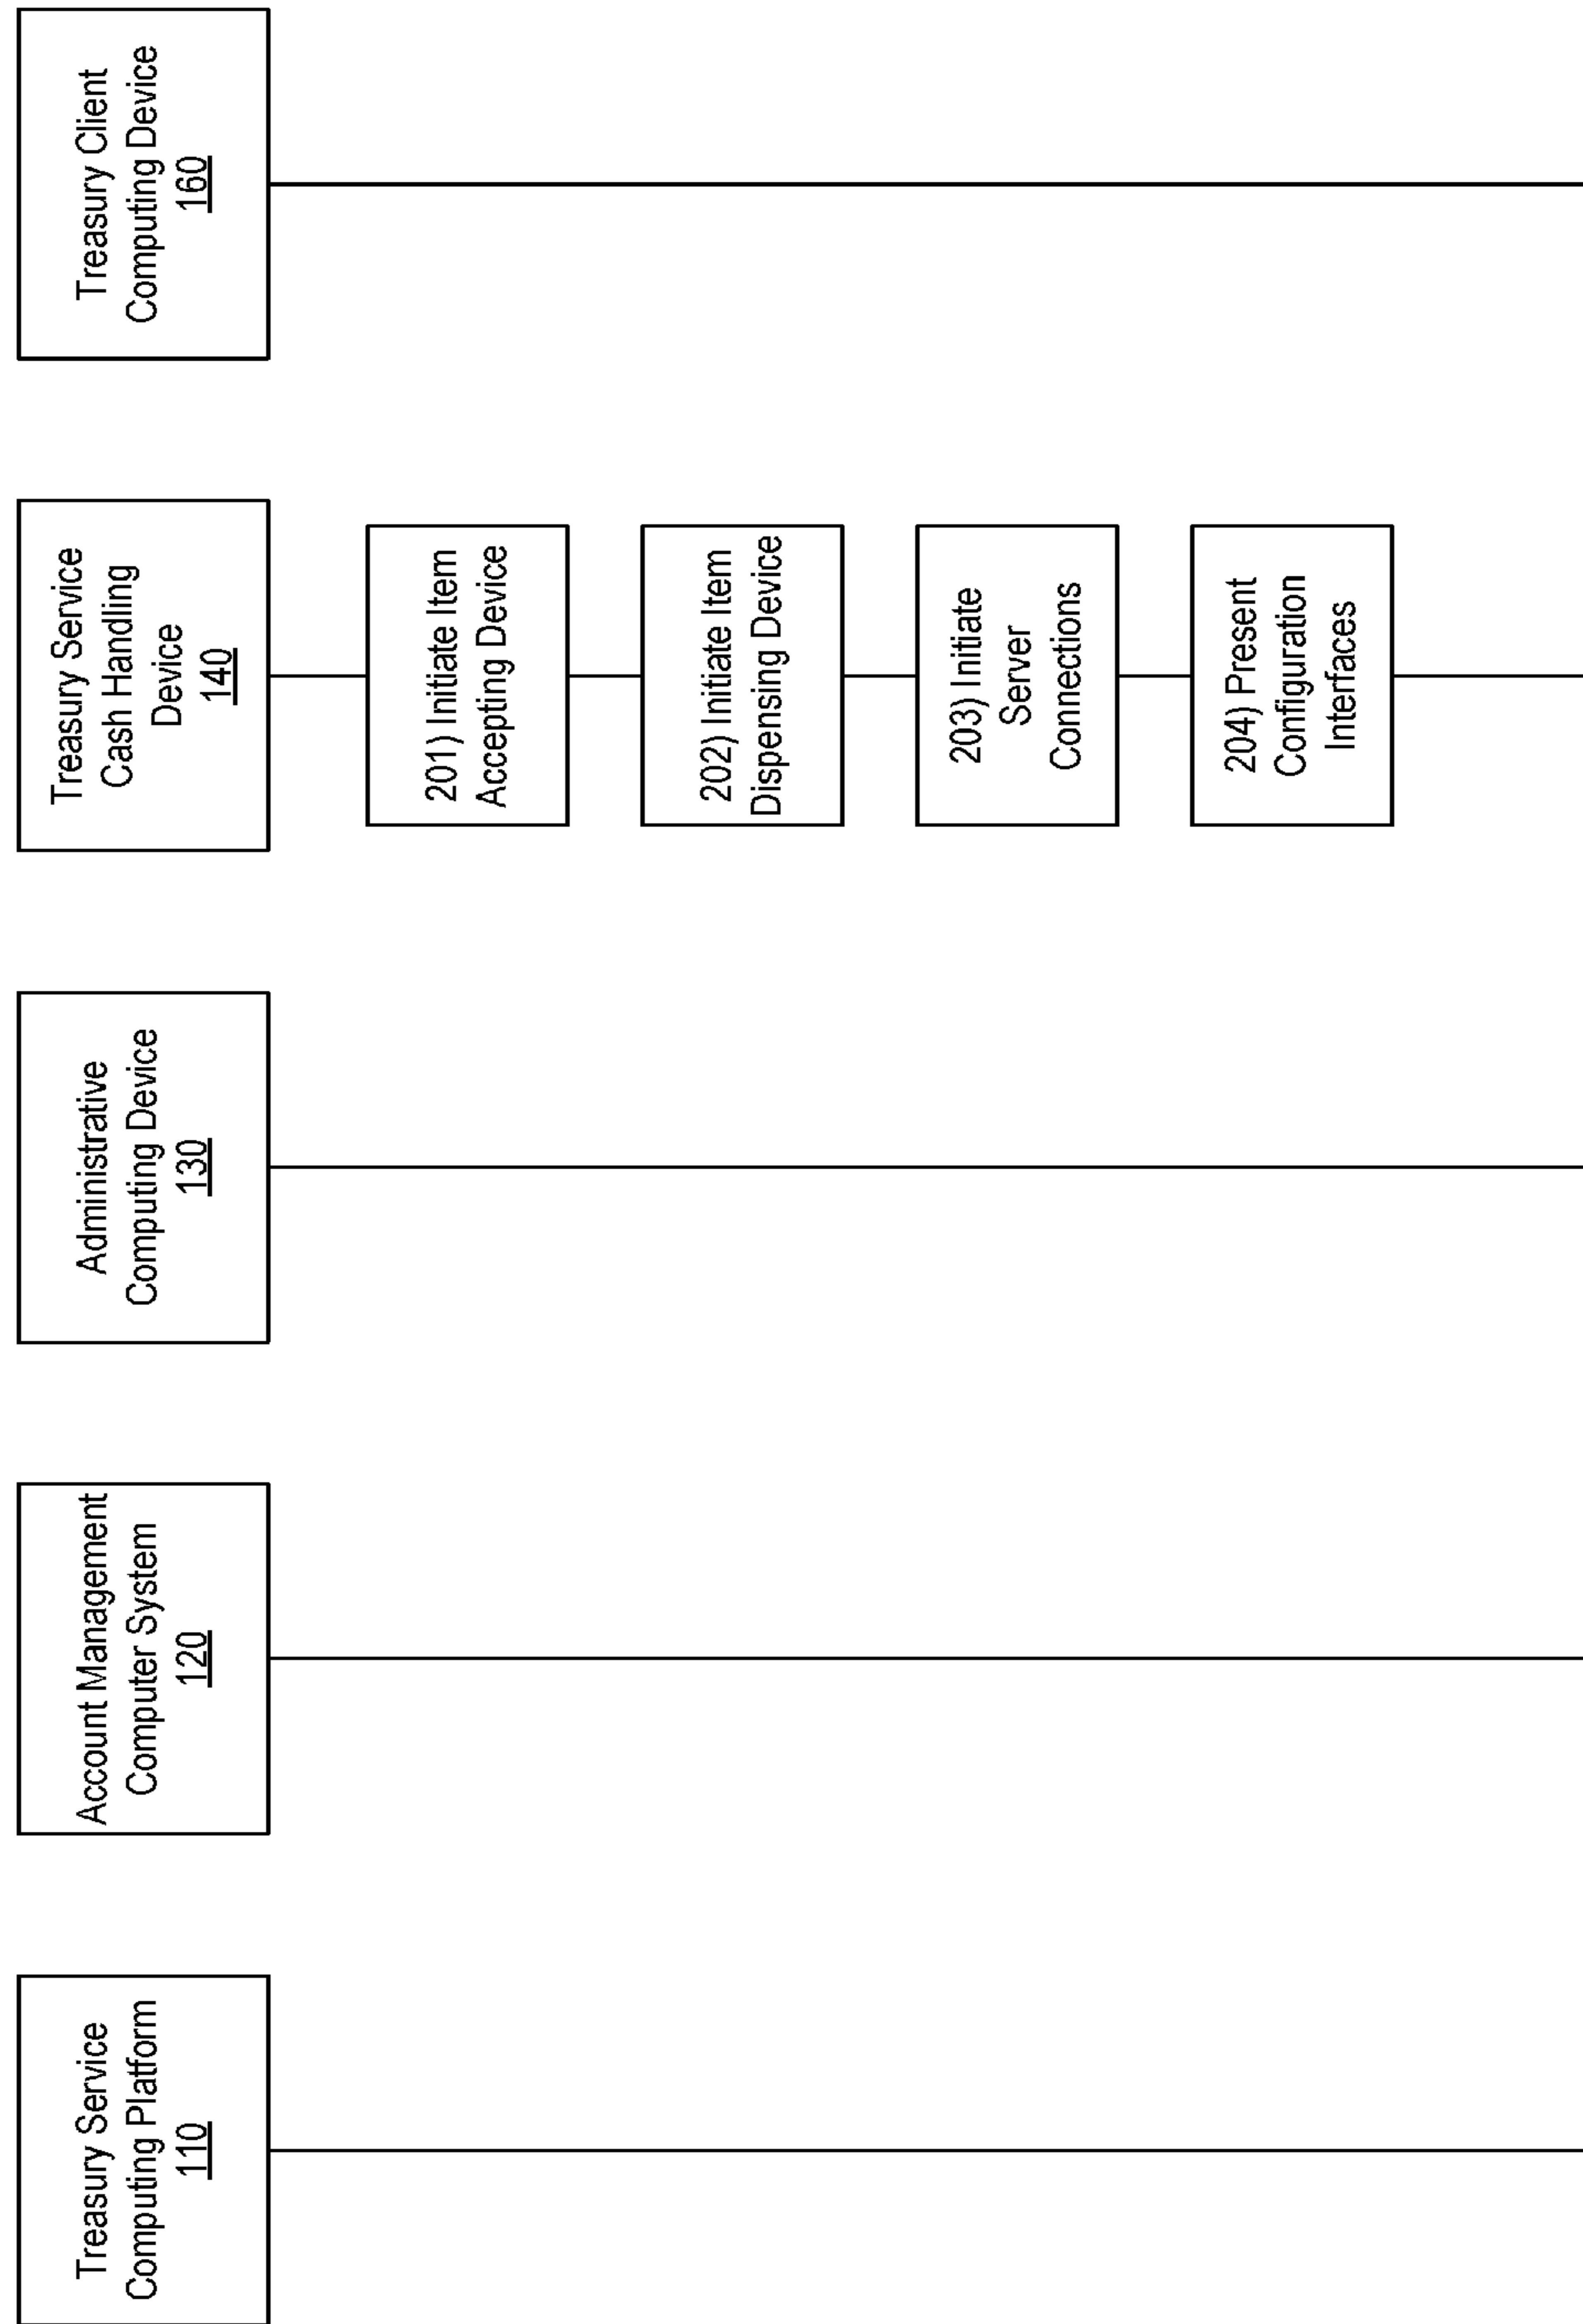 Treasury Service
Computing Platform
110
Account Management
Computer System
120
Administrative
Computing Device
130
Treasury Service
Cash Handling
Device
140
Treasury Client
Computing Device
160
201) Initiate Item
Accepting Device
202) Initiate Item
Dispensing Device
203) Initiate
Server
Connections
204) Present
Configuration
Interfaces